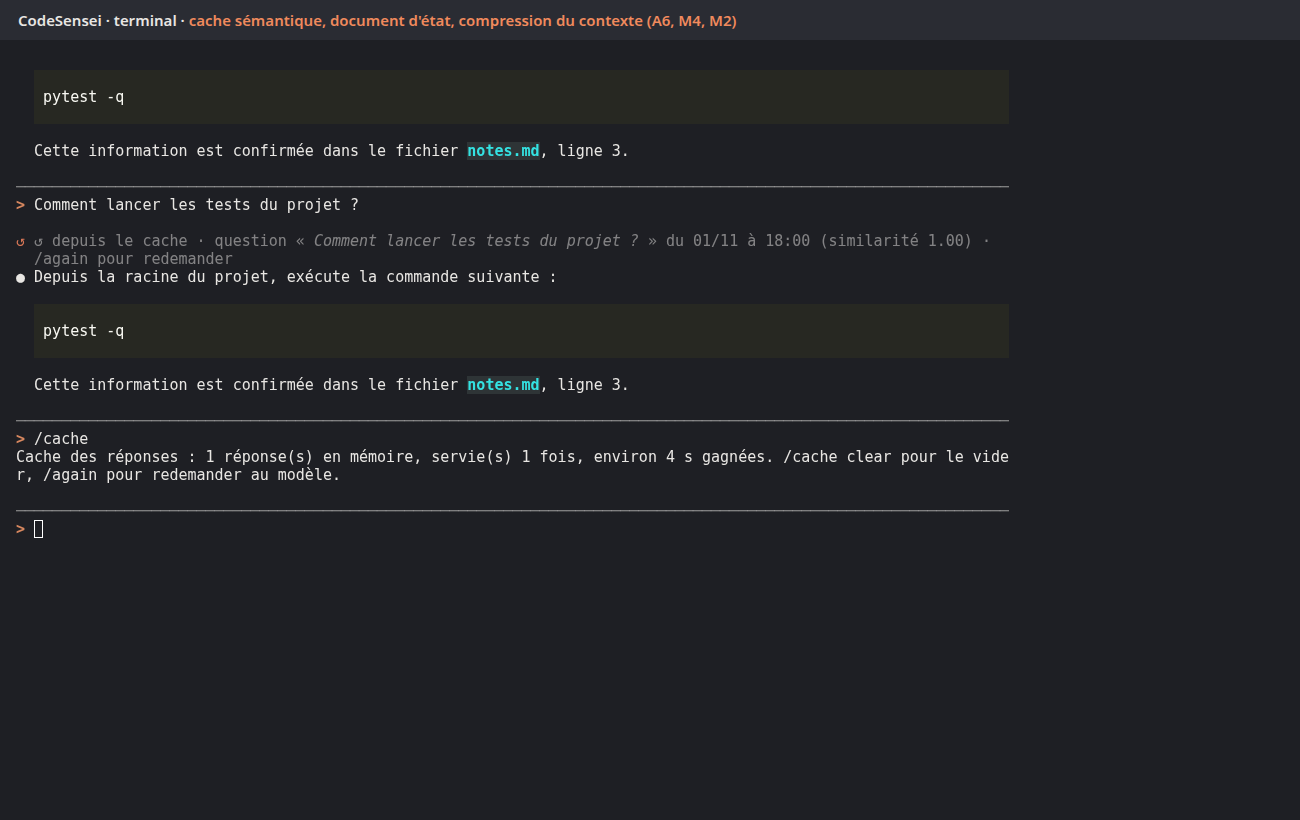 CodeSensei · terminal · cache sémantique, document d'état, compression du contexte (A6, M4, M2)
pytest -q
Cette information est confirmée dans le fichier notes.md, ligne 3.
> Comment lancer les tests du projet ?
↺ ↺ depuis le cache · question « Comment lancer les tests du projet ? » du 01/11 à 18:00 (similarité 1.00) ·
/again pour redemander
● Depuis la racine du projet, exécute la commande suivante :
pytest -q
Cette information est confirmée dans le fichier notes.md, ligne 3.
> /cache
Cache des réponses : 1 réponse(s) en mémoire, servie(s) 1 fois, environ 4 s gagnées. /cache clear pour le vide
r, /again pour redemander au modèle.
>